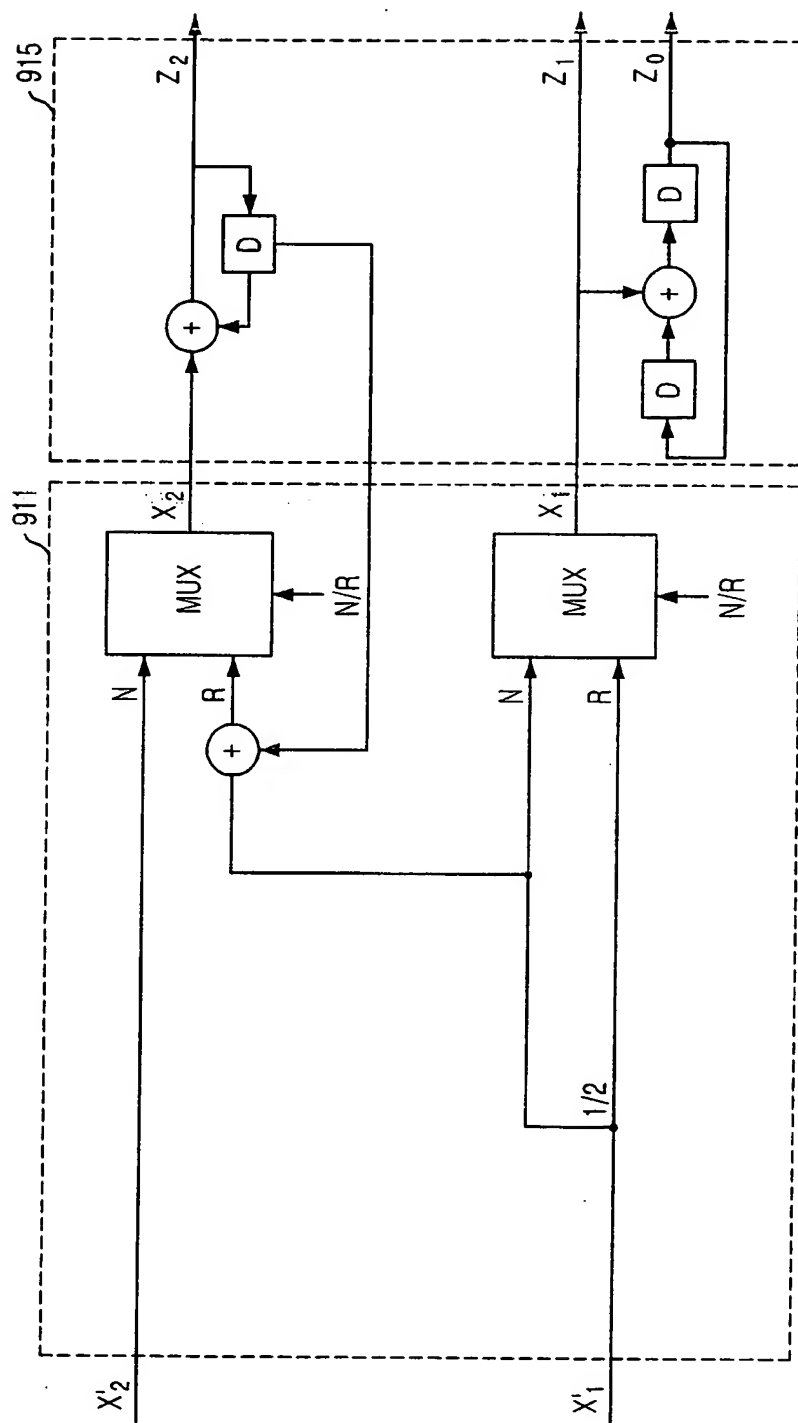 911
915
X'2
N
R
+
MUX
N/R
X2
+
D
Z2
X'1
1/2
N
R
MUX
N/R
X1
Z1
D
+
D
Z0